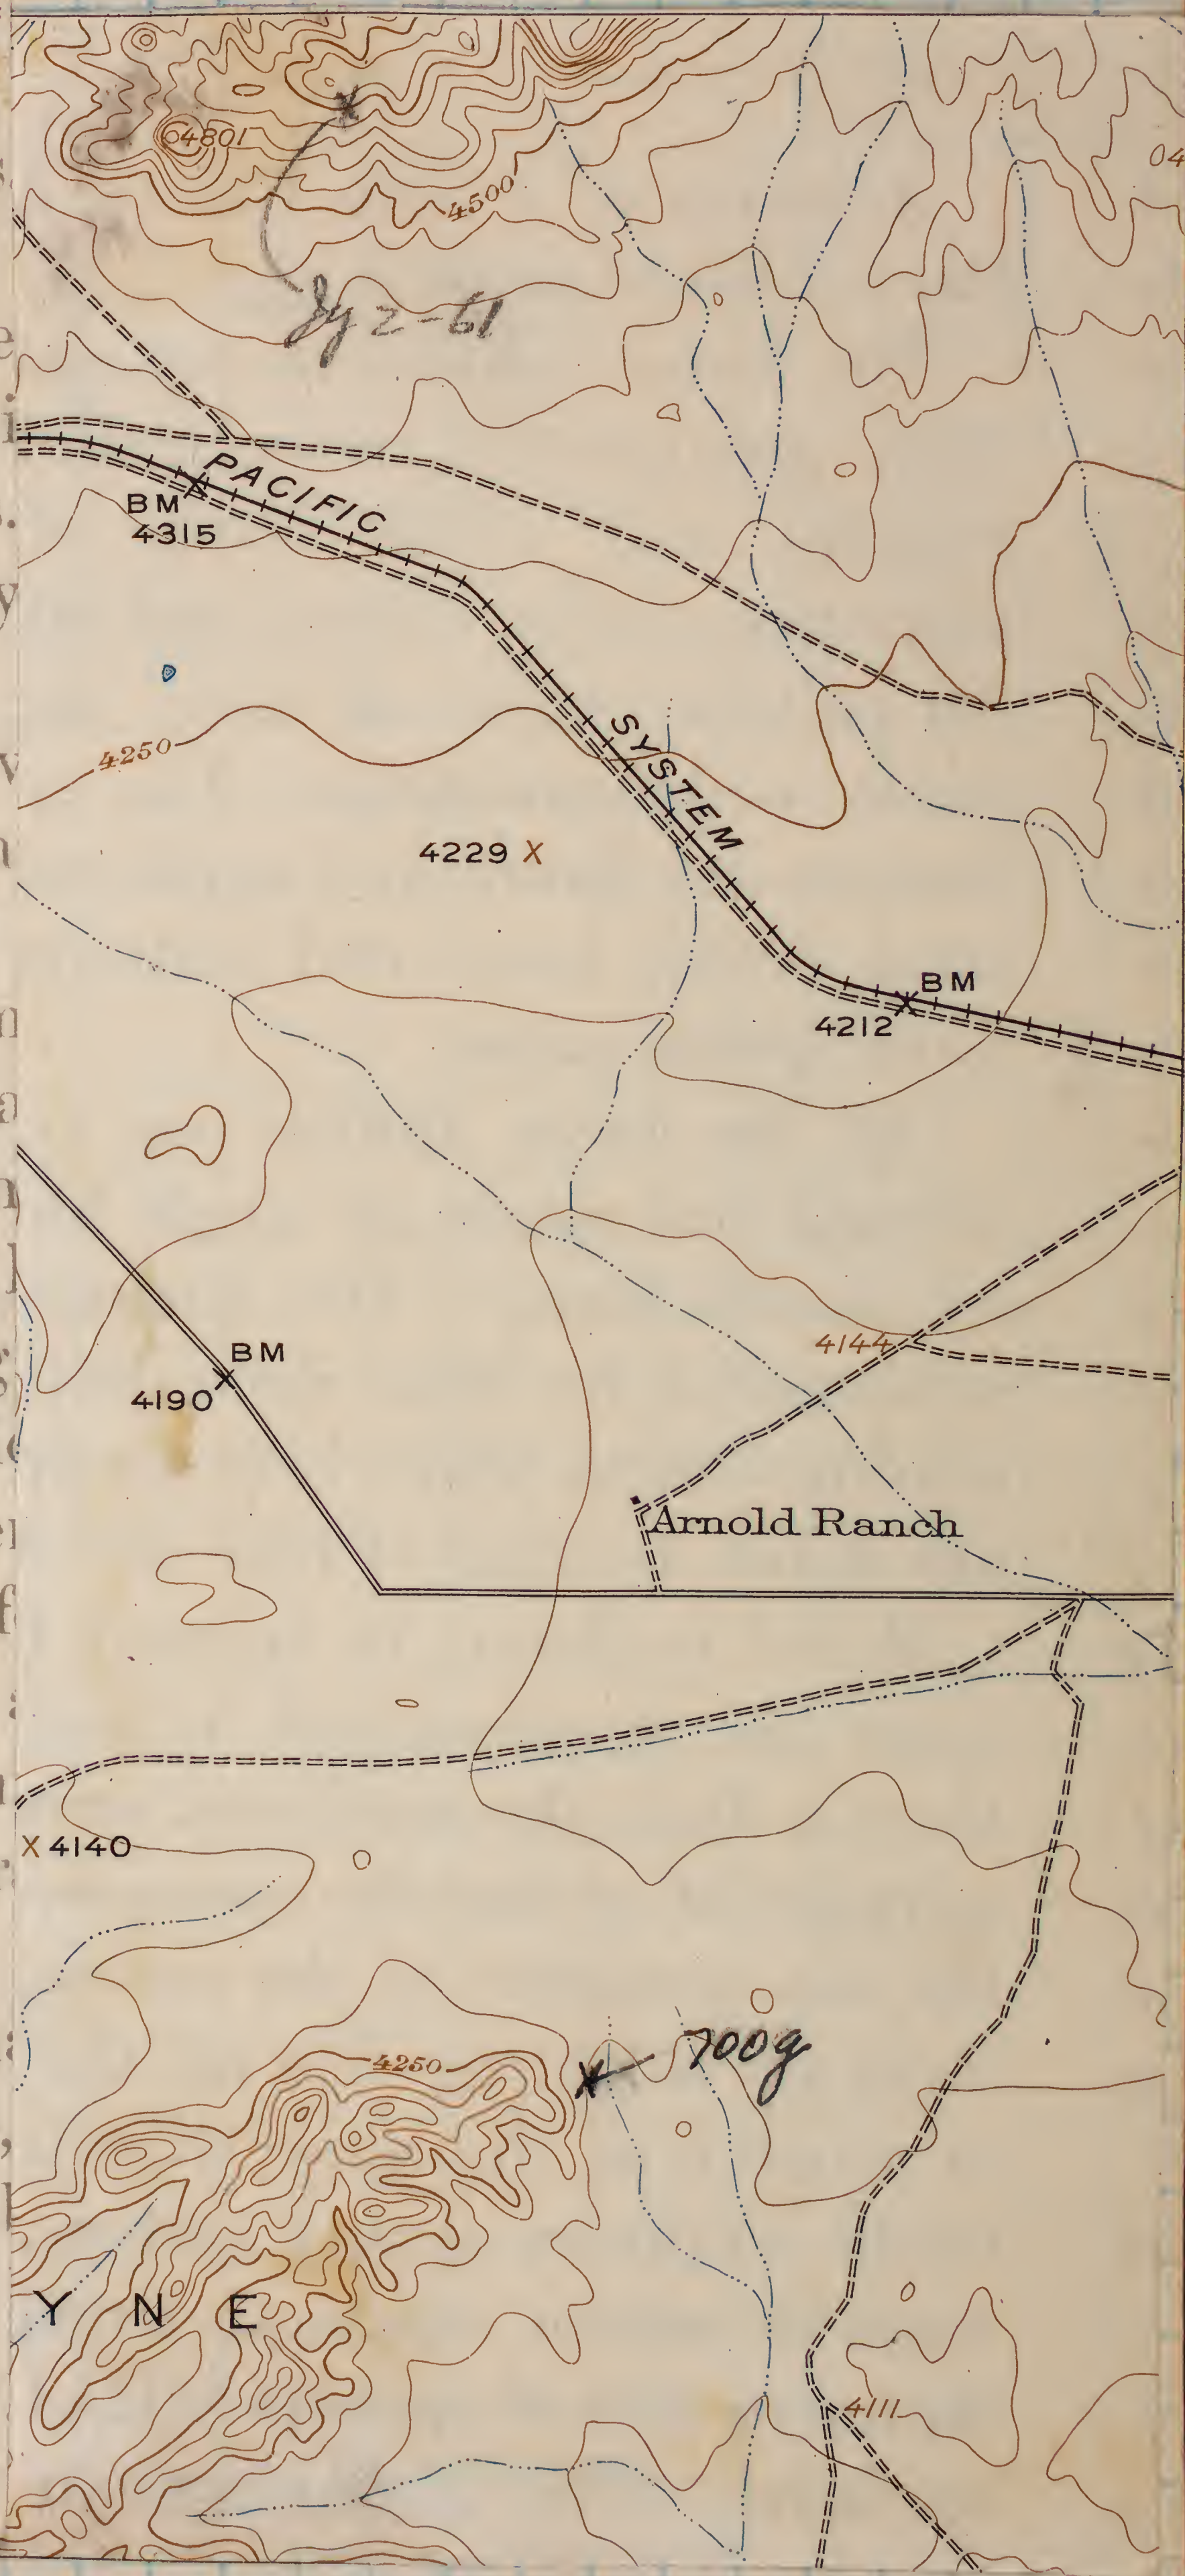 4801
04
4500
Jy 2-61
PACIFIC
BM
4315
4250
SYSTEM
4229 X
BM
4212
4144
BM
4190
Arnold Ranch
X 4140
4250
700g
Y N E
4111